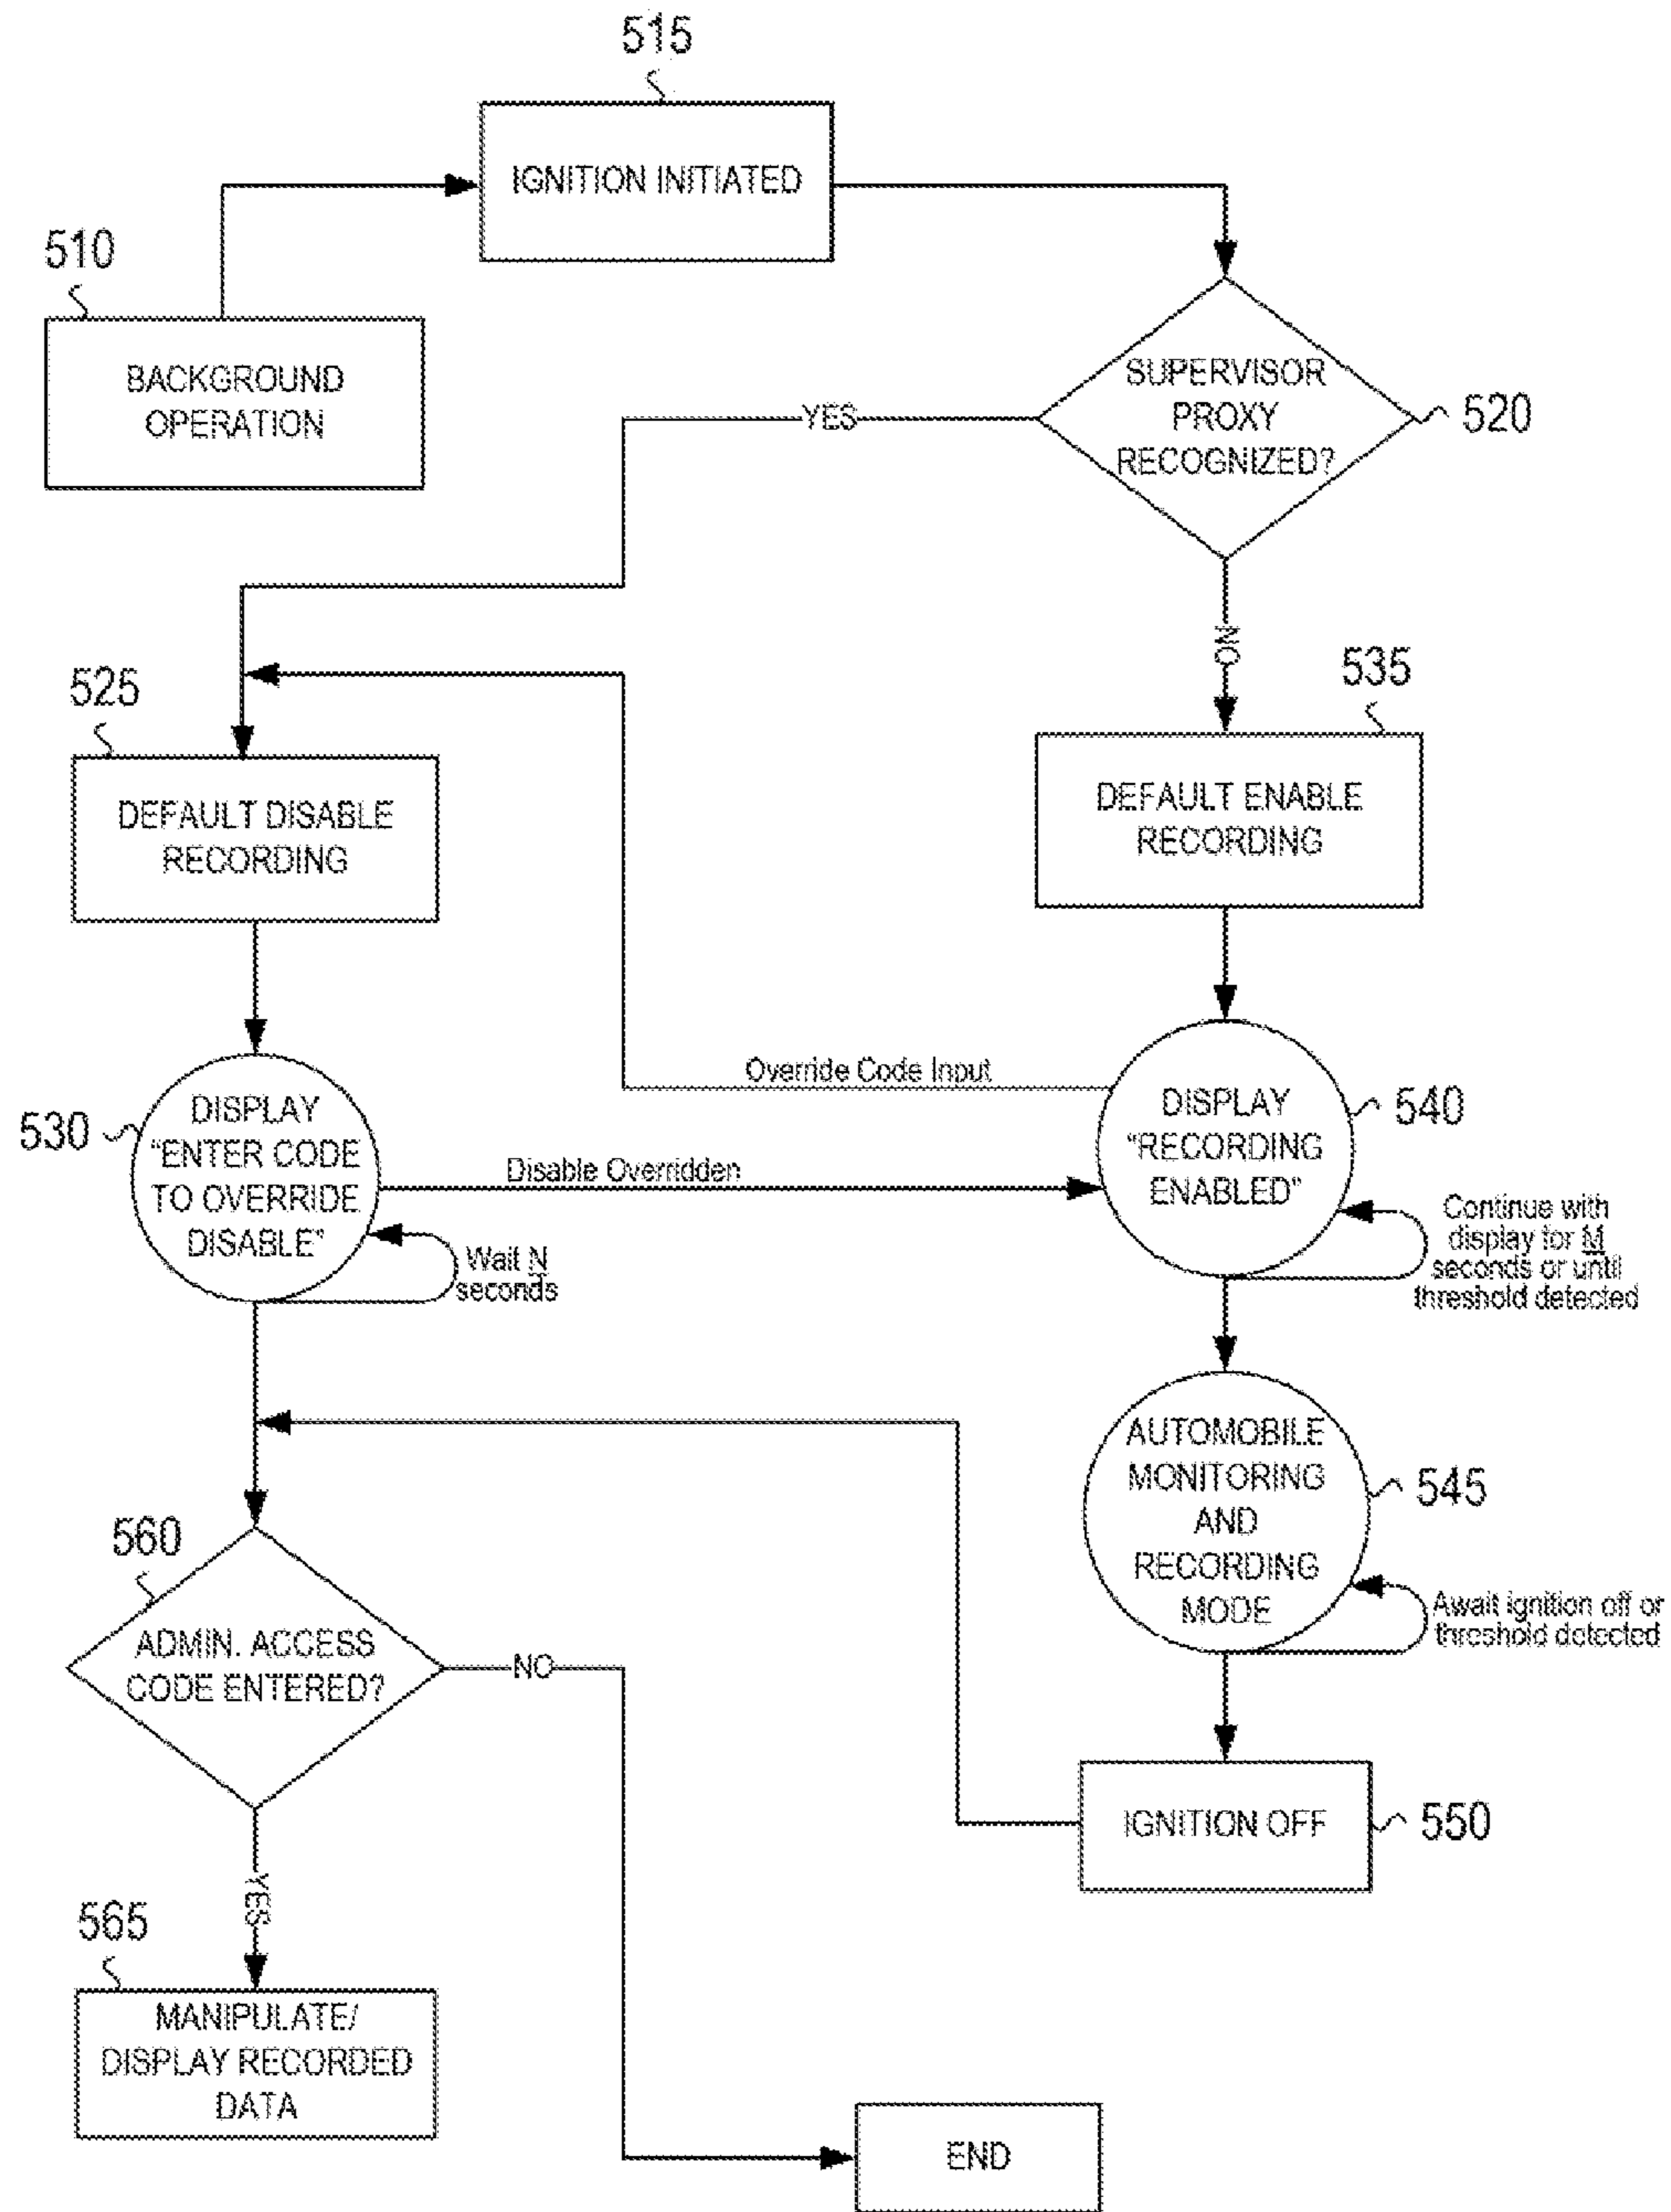 515
IGNITION INITIATED
510
BACKGROUND
OPERATION
SUPERVISOR
PROXY
RECOGNIZED?
520
YES
NO
525
DEFAULT DISABLE
RECORDING
535
DEFAULT ENABLE
RECORDING
530
DISPLAY
“ENTER CODE
TO OVERRIDE
DISABLE”
Wait N
seconds
Override Code Input
Disable Overridden
540
DISPLAY
“RECORDING
ENABLED”
Continue with
display for M
seconds or until
threshold detected
AUTOMOBILE
MONITORING
AND
RECORDING
MODE
545
Await ignition off or
threshold detected
560
ADMIN. ACCESS
CODE ENTERED?
NO
YES
IGNITION OFF
550
565
MANIPULATE/
DISPLAY RECORDED
DATA
END